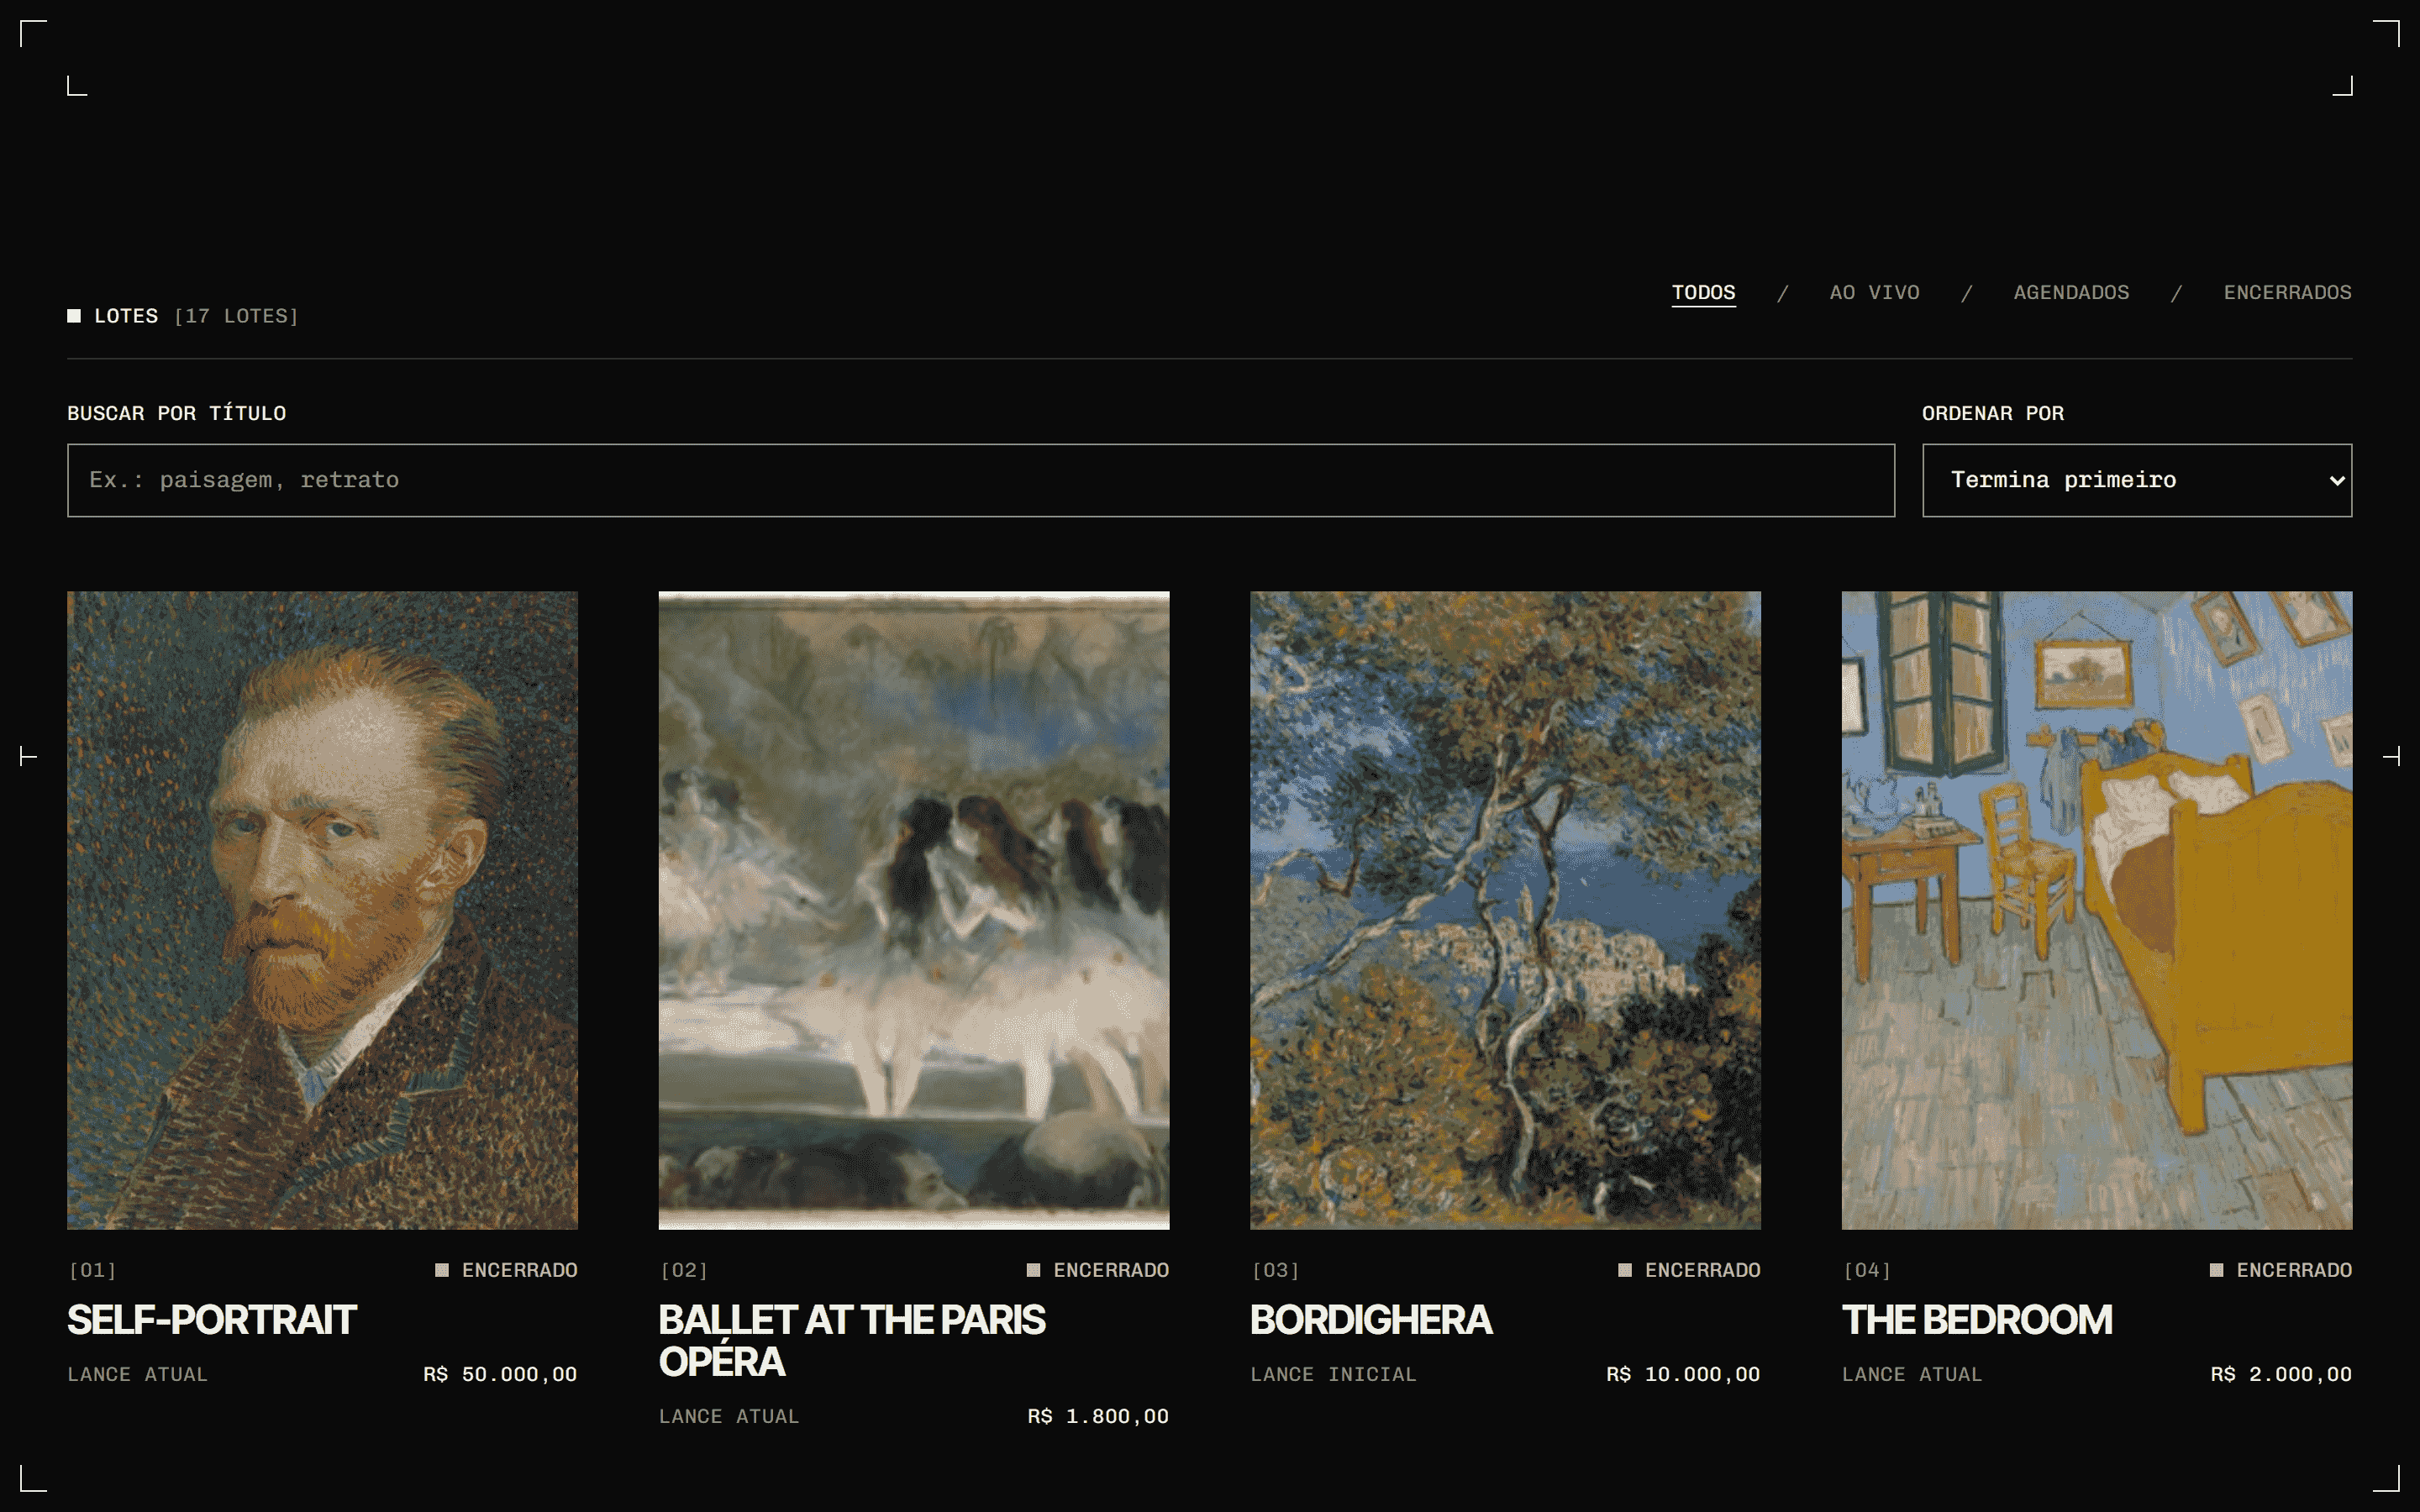 TODOS / AO VIVO / AGENDADOS / ENCERRADOS
LOTES [17 LOTES]
BUSCAR POR TÍTULO
ORDENAR POR
Ex.: paisagem, retrato
Termina primeiro
[01] ENCERRADO
SELF-PORTRAIT
LANCE ATUAL R$ 50.000,00
[02] ENCERRADO
BALLET AT THE PARIS
OPÉRA
LANCE ATUAL R$ 1.800,00
[03] ENCERRADO
BORDIGHERA
LANCE INICIAL R$ 10.000,00
[04] ENCERRADO
THE BEDROOM
LANCE ATUAL R$ 2.000,00